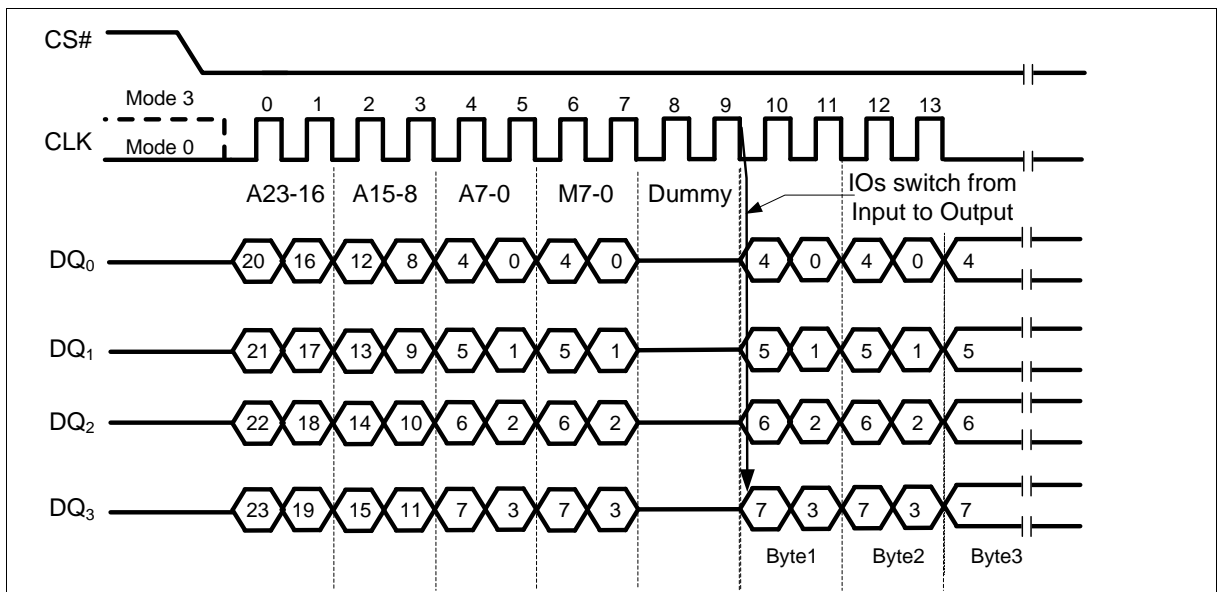 CS#
Mode 3
0 1 2 3 4 5 6 7 8 9 10 11 12 13
CLK
Mode 0
A23-16 A15-8 A7-0 M7-0 Dummy
IOs switch from
Input to Output
DQ0 20 16 12 8 4 0 4 0 4 0 4 0 4
DQ1 21 17 13 9 5 1 5 1 5 1 5 1 5
DQ2 22 18 14 10 6 2 6 2 6 2 6 2 6
DQ3 23 19 15 11 7 3 7 3 7 3 7 3 7
Byte1 Byte2 Byte3